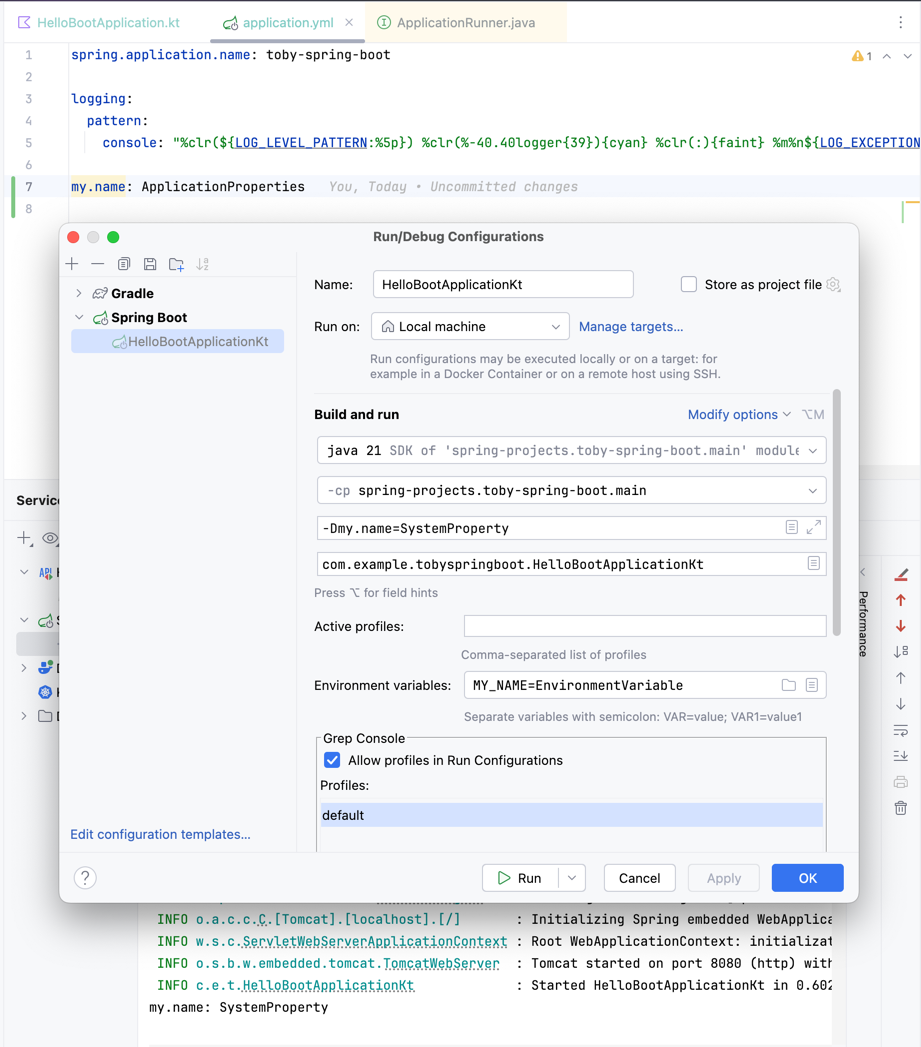 HelloBootApplication.kt
application.yml
ApplicationRunner.java
1 spring.application.name: toby-spring-boot
1
2
3 logging:
4 pattern:
5 console: "%clr(${LOG_LEVEL_PATTERN:%5p}) %clr(%-40.40logger{39}){cyan} %clr(:){faint} %m%n${LOG_EXCEPTION
6
7 my.name: ApplicationProperties You, Today • Uncommitted changes
8
Run/Debug Configurations
Gradle
Spring Boot
HelloBootApplicationKt
Edit configuration templates...
Name: HelloBootApplicationKt
Store as project file
Run on: Local machine
Manage targets...
Run configurations may be executed locally or on a target: for
example in a Docker Container or on a remote host using SSH.
Build and run
Modify options ⌥M
java 21 SDK of 'spring-projects.toby-spring-boot.main' module
-cp spring-projects.toby-spring-boot.main
-Dmy.name=SystemProperty
com.example.tobyspringboot.HelloBootApplicationKt
Press ⌥ for field hints
Active profiles:
Comma-separated list of profiles
Environment variables: MY_NAME=EnvironmentVariable
Separate variables with semicolon: VAR=value; VAR1=value1
Grep Console
Allow profiles in Run Configurations
Profiles:
default
? Run Cancel Apply OK
Servic
API
Performance
INFO o.a.c.c.C.[Tomcat].[localhost].[/] : Initializing Spring embedded WebApplica
INFO w.s.c.ServletWebServerApplicationContext : Root WebApplicationContext: initializat
INFO o.s.b.w.embedded.tomcat.TomcatWebServer : Tomcat started on port 8080 (http) with
INFO c.e.t.HelloBootApplicationKt : Started HelloBootApplicationKt in 0.602
my.name: SystemProperty